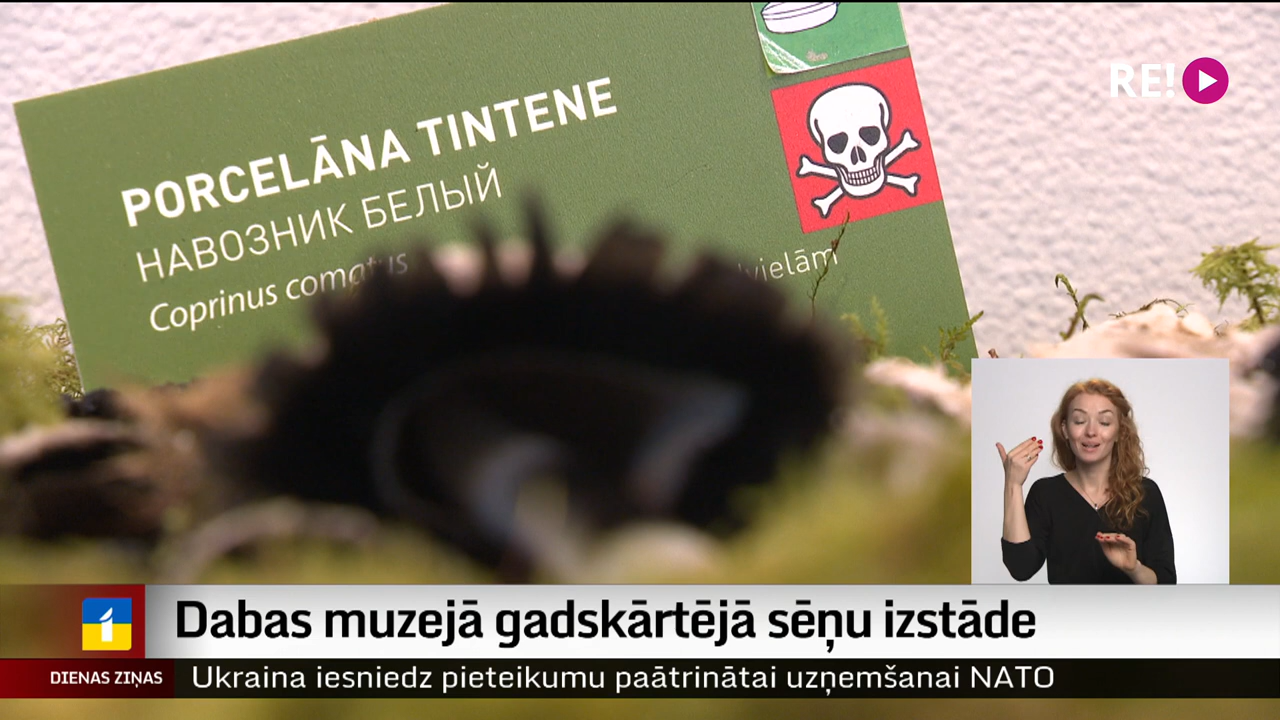 RE!
PORCELĀNA TINTENE
НАВОЗНИК БЕЛЫЙ
Coprinus comatus
1
Dabas muzejā gadskārtējā sēņu izstāde
DIENAS ZIŅAS
Ukraina iesniedz pieteikumu paātrinātai uzņemšanai NATO